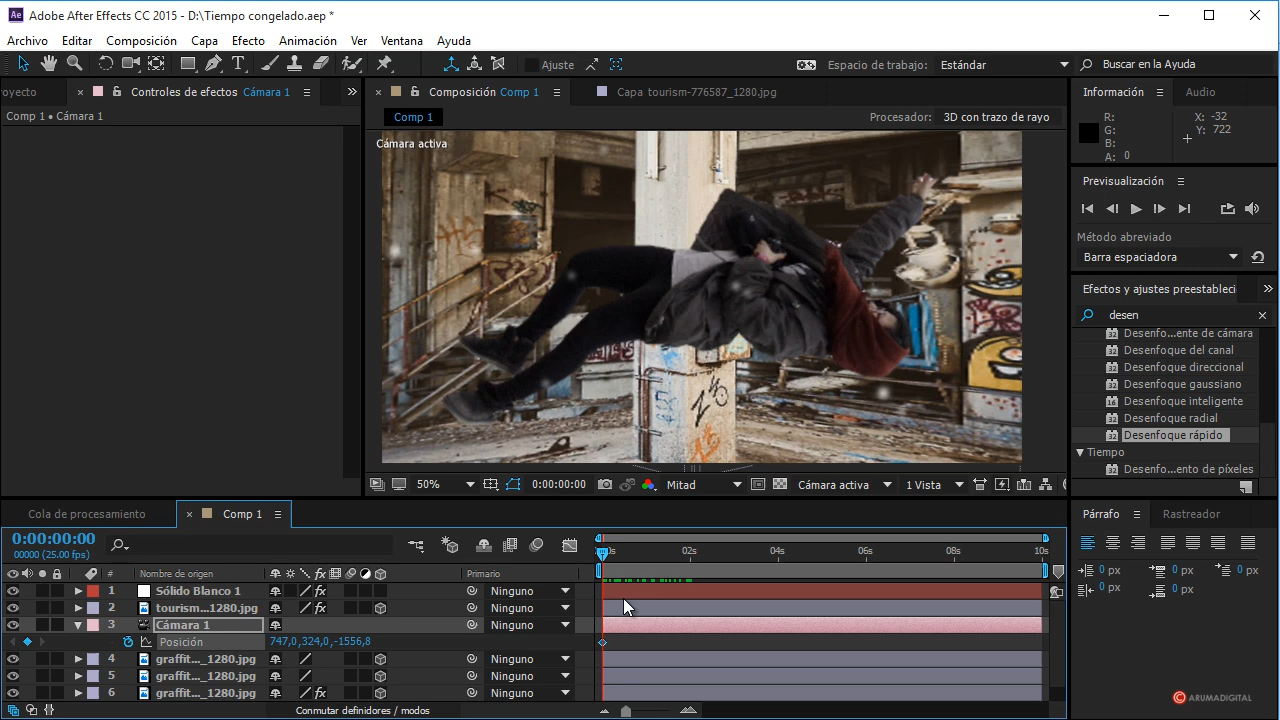 Ae Adobe After Effects CC 2015 - D:\Tiempo congelado.aep *
Archivo Editar Composición Capa Efecto Animación Ver Ventana Ayuda
Ajuste
Espacio de trabajo: Estándar
Buscar en la Ayuda
royecto
Controles de efectos Cámara 1
Composición Comp 1
Capa tourism-776587_1280.jpg
Información Audio
Comp 1 • Cámara 1
Comp 1
Procesador: 3D con trazo de rayo
R:
G:
B:
A: 0
X: -32
Y: 722
Cámara activa
Previsualización
Método abreviado
Barra espaciadora
Efectos y ajustes preestableci
desen
Desenfo...ente de cámara
Desenfoque del canal
Desenfoque direccional
Desenfoque gaussiano
Desenfoque inteligente
Desenfoque radial
Desenfoque rápido
Tiempo
Desenfo...ento de píxeles
50% 0:00:00:00 Mitad Cámara activa 1 Vista
Cola de procesamiento Comp 1
Párrafo Rastreador
0:00:00:00
00000 (25.00 fps)
0s 02s 04s 06s 08s 10s
# Nombre de origen Primario
1 Sólido Blanco 1 Ninguno
2 tourism...1280.jpg Ninguno
3 Cámara 1 Ninguno
Posición 747,0,324,0,-1556,8
4 graffit..._1280.jpg Ninguno
5 graffit..._1280.jpg Ninguno
6 graffit..._1280.jpg Ninguno
0 px 0 px 0 px
0 px 0 px
Conmutar definidores / modos
C ARUMADIGITAL